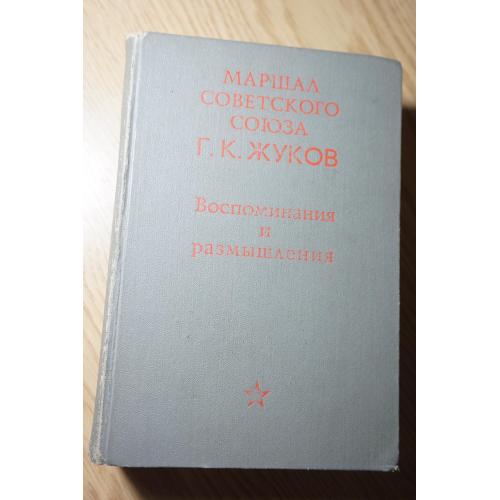 МАРШАЛ
СОВЕТСКОГО
СОЮЗА
Г. К. ЖУКОВ
Воспоминания
и
размышления